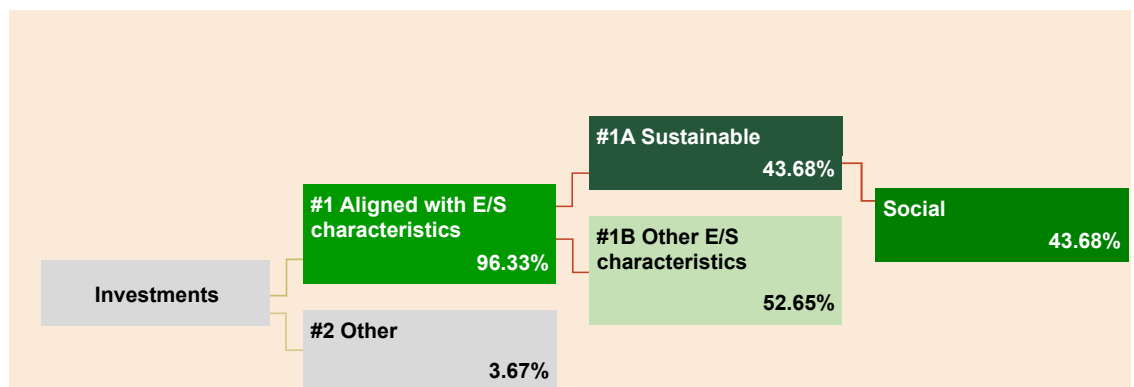 Investments
#1 Aligned with E/S
characteristics
96.33%
#2 Other
3.67%
#1A Sustainable
43.68%
#1B Other E/S
characteristics
52.65%
Social
43.68%